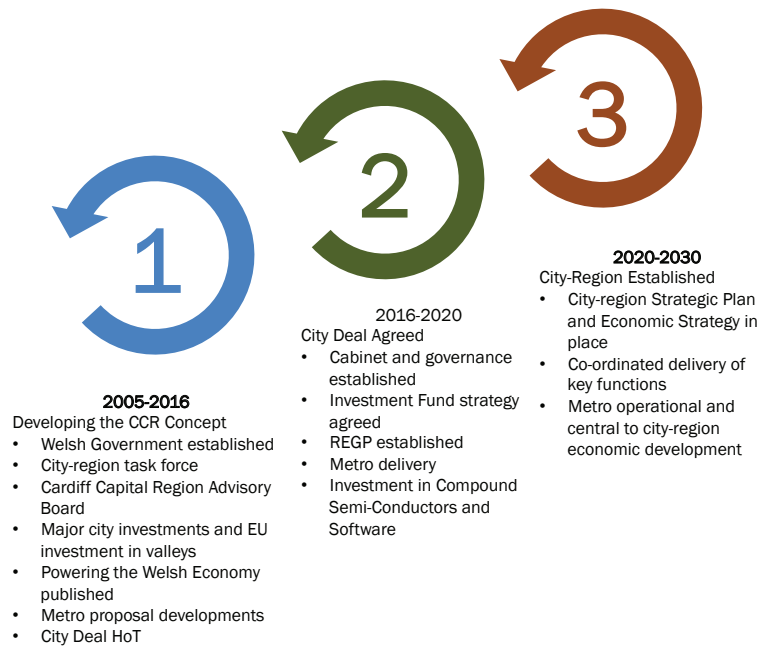 1
2005-2016
Developing the CCR Concept
• Welsh Government established
• City-region task force
• Cardiff Capital Region Advisory
Board
• Major city investments and EU
investment in valleys
• Powering the Welsh Economy
published
• Metro proposal developments
• City Deal HoT
2
2016-2020
City Deal Agreed
• Cabinet and governance
established
• Investment Fund strategy
agreed
• REGP established
• Metro delivery
• Investment in Compound
Semi-Conductors and
Software
3
2020-2030
City-Region Established
• City-region Strategic Plan
and Economic Strategy in
place
• Co-ordinated delivery of
key functions
• Metro operational and
central to city-region
economic development